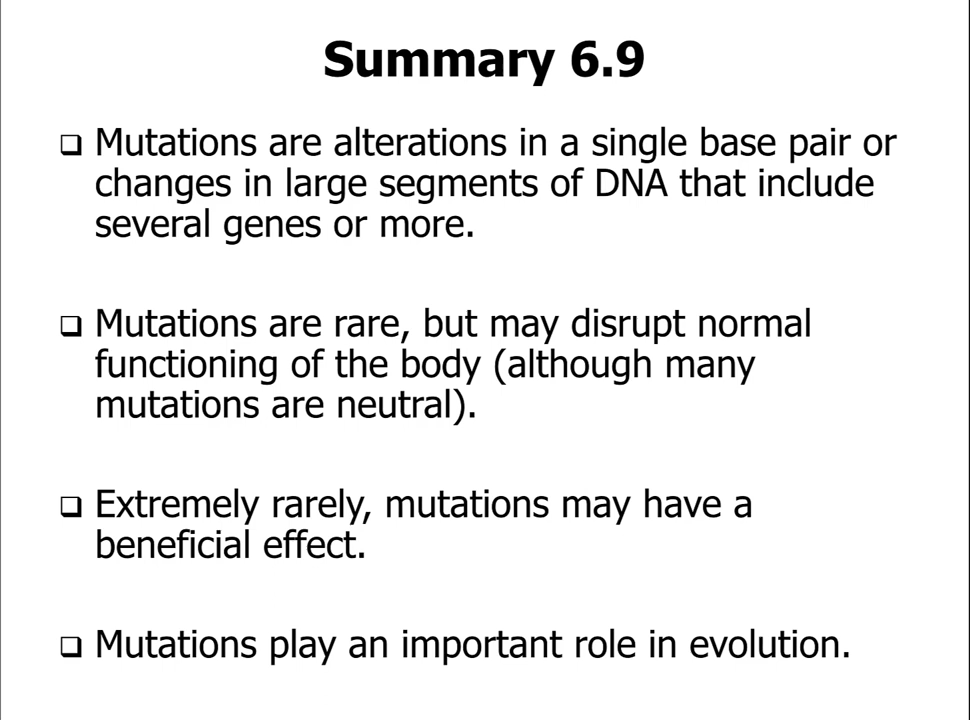 Summary 6.9
❑ Mutations are alterations in a single base pair or
changes in large segments of DNA that include
several genes or more.
❑ Mutations are rare, but may disrupt normal
functioning of the body (although many
mutations are neutral).
❑ Extremely rarely, mutations may have a
beneficial effect.
❑ Mutations play an important role in evolution.